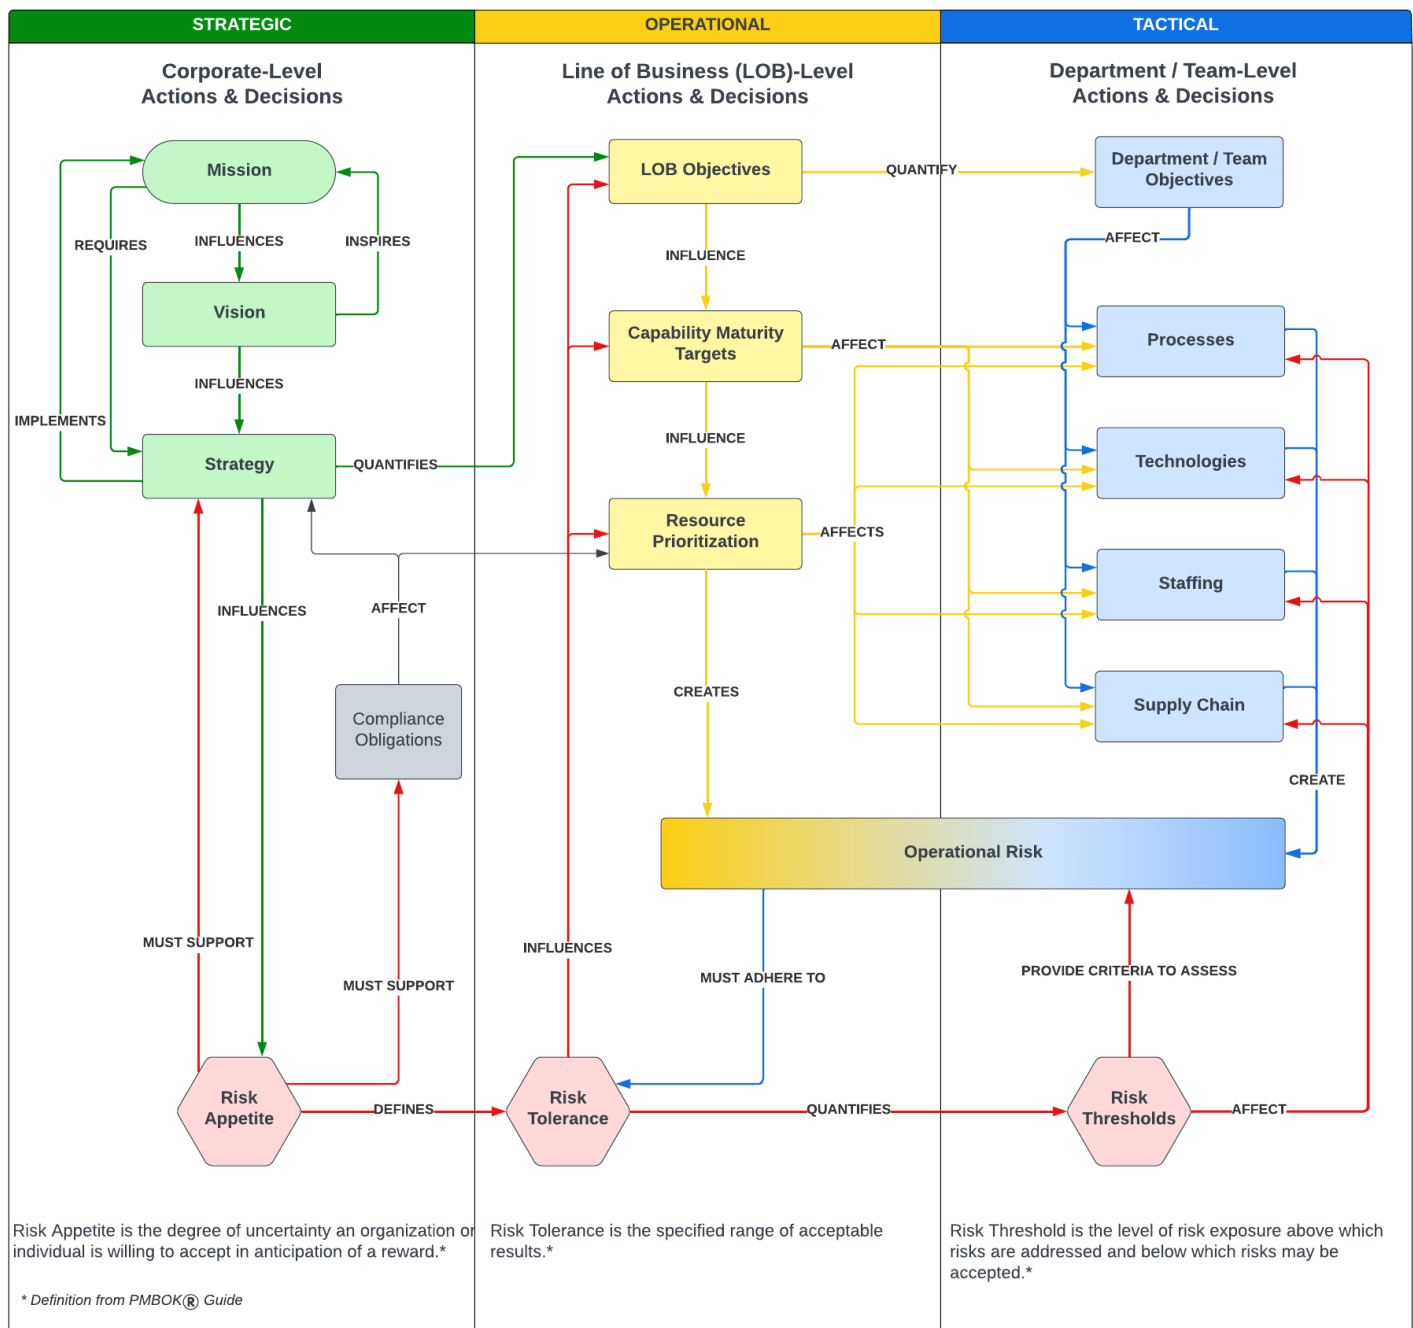 STRATEGIC
OPERATIONAL
TACTICAL
Corporate-Level
Actions & Decisions
Line of Business (LOB)-Level
Actions & Decisions
Department / Team-Level
Actions & Decisions
Mission
LOB Objectives
QUANTIFY
Department / Team
Objectives
REQUIRES
INFLUENCES
INSPIRES
INFLUENCE
AFFECT
Vision
Capability Maturity
Targets
AFFECT
Processes
INFLUENCES
IMPLEMENTS
INFLUENCE
Strategy
QUANTIFIES
Technologies
Resource
Prioritization
AFFECTS
INFLUENCES
AFFECT
Staffing
CREATES
Compliance
Obligations
Supply Chain
CREATE
Operational Risk
MUST SUPPORT
INFLUENCES
MUST SUPPORT
MUST ADHERE TO
PROVIDE CRITERIA TO ASSESS
Risk
Appetite
DEFINES
Risk
Tolerance
QUANTIFIES
Risk
Thresholds
AFFECT
Risk Appetite is the degree of uncertainty an organization or
individual is willing to accept in anticipation of a reward.*
Risk Tolerance is the specified range of acceptable
results.*
Risk Threshold is the level of risk exposure above which
risks are addressed and below which risks may be
accepted.*
* Definition from PMBOK® Guide